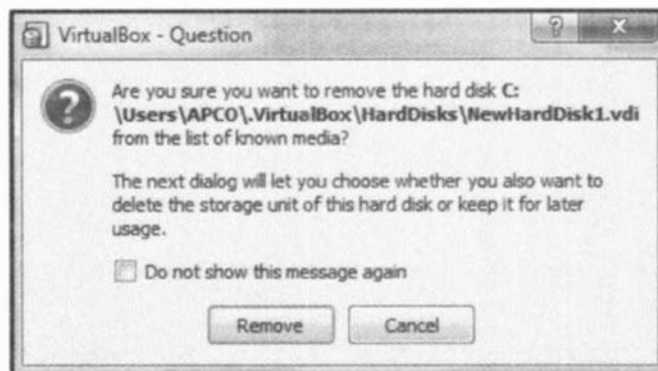 VirtualBox - Question
Are you sure you want to remove the hard disk C:
\Users\APCO\.VirtualBox\HardDisks\NewHardDisk1.vdi
from the list of known media?
The next dialog will let you choose whether you also want to
delete the storage unit of this hard disk or keep it for later
usage.
Do not show this message again
Remove Cancel